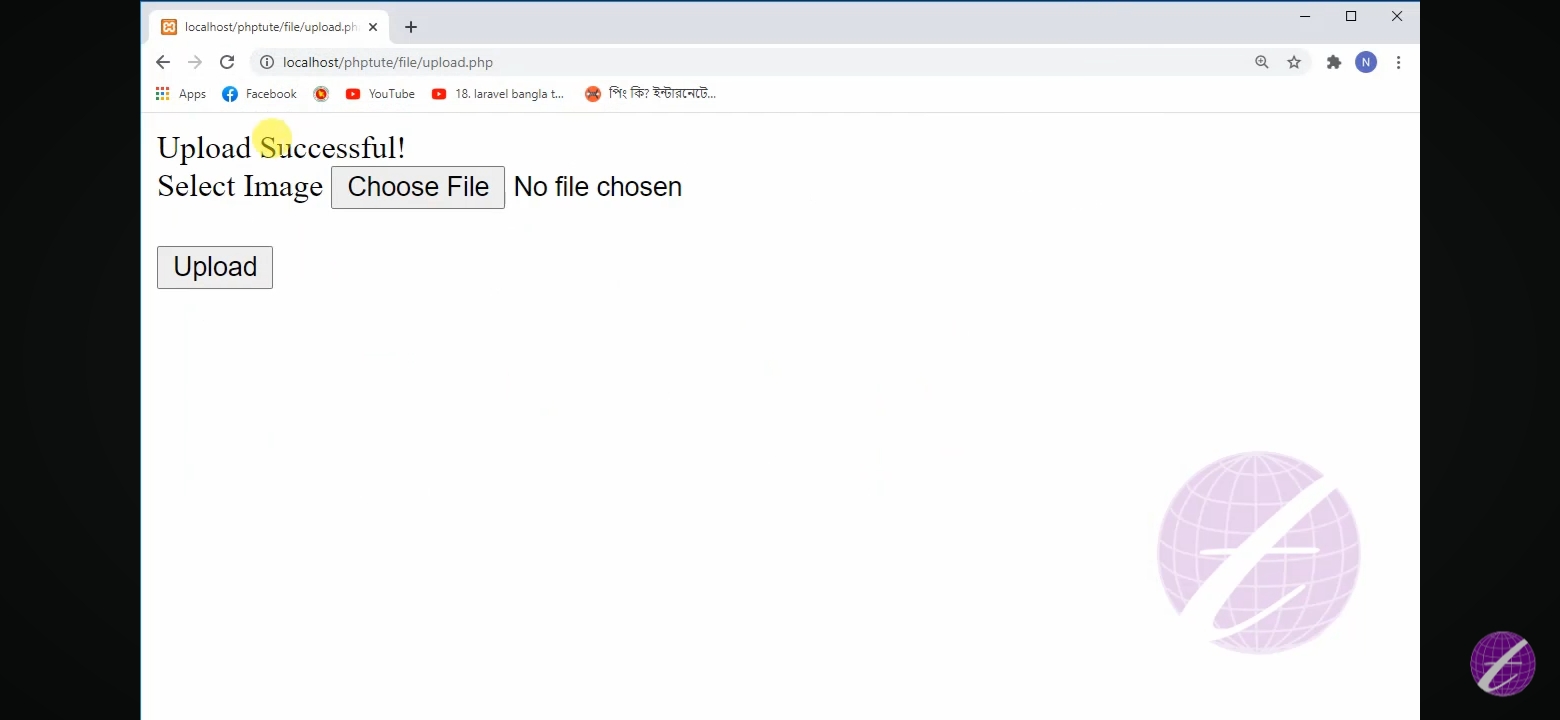 localhost/phptute/file/upload.ph
localhost/phptute/file/upload.php
N
Apps Facebook YouTube 18. laravel bangla t... পিং কি? ইন্টারনেটে...
Upload Successful!
Select Image Choose File No file chosen
Upload